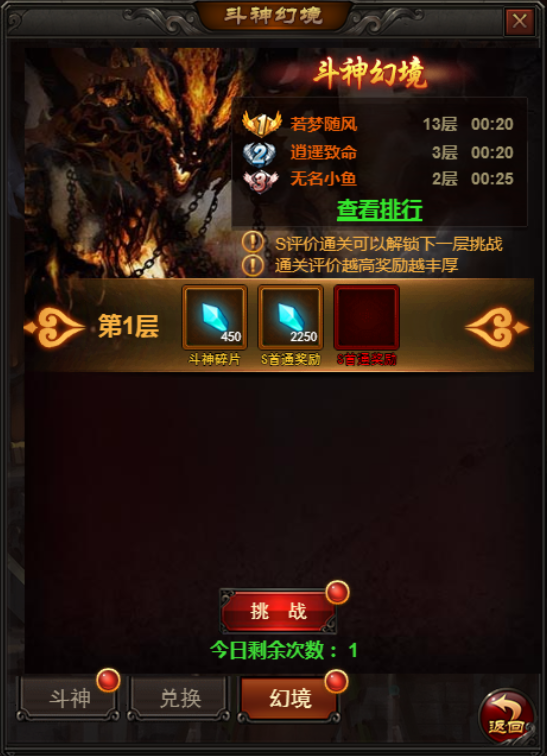 斗神幻境
斗神幻境
1 若梦随风 13层 00:20
2 逍遥致命 3层 00:20
3 无名小鱼 2层 00:25
查看排行
! S评价通关可以解锁下一层挑战
! 通关评价越高奖励越丰厚
第1层
450 2250
斗神碎片 S首通奖励 S首通奖励
挑 战
今日剩余次数：1
斗神 兑换 幻境
返回